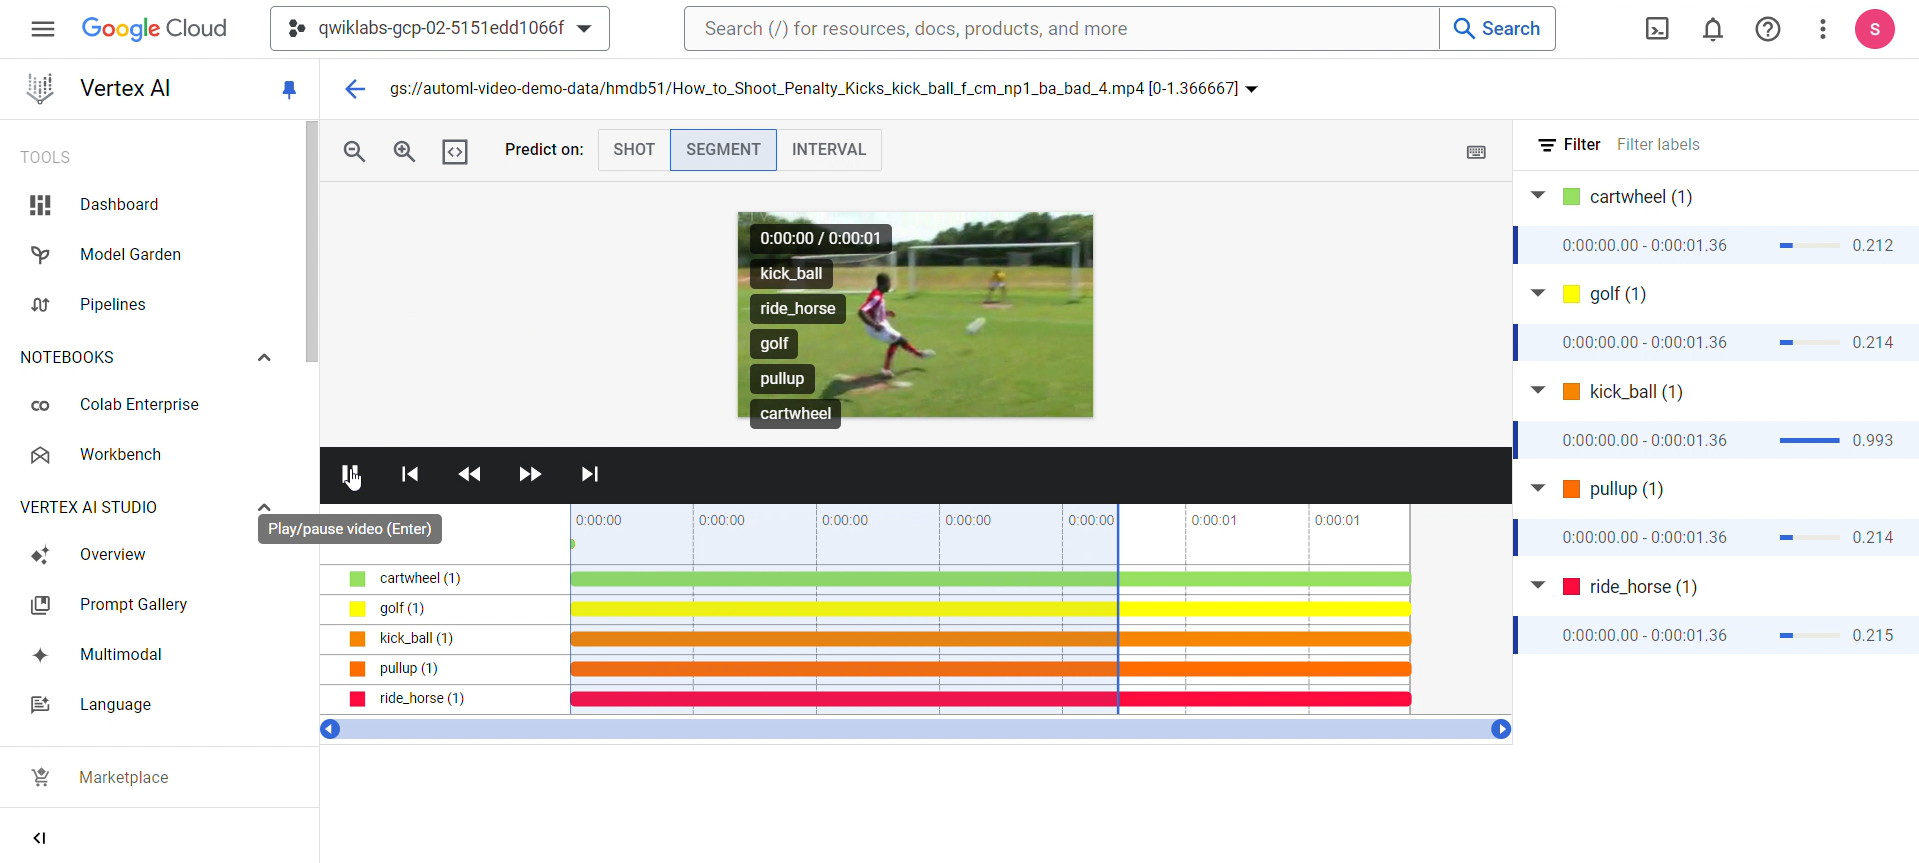 Google Cloud
qwiklabs-gcp-02-5151edd1066f
Search (/) for resources, docs, products, and more
Search
S
Vertex AI
gs://automl-video-demo-data/hmdb51/How_to_Shoot_Penalty_Kicks_kick_ball_f_cm_np1_ba_bad_4.mp4 [0-1.366667]
TOOLS
Dashboard
Model Garden
Pipelines
NOTEBOOKS
Colab Enterprise
Workbench
VERTEX AI STUDIO
Overview
Prompt Gallery
Multimodal
Language
Marketplace
Predict on:
SHOT
SEGMENT
INTERVAL
0:00:00 / 0:00:01
kick_ball
ride_horse
golf
pullup
cartwheel
Play/pause video (Enter)
0:00:00
0:00:00
0:00:00
0:00:00
0:00:00
0:00:01
0:00:01
cartwheel (1)
golf (1)
kick_ball (1)
pullup (1)
ride_horse (1)
Filter Filter labels
cartwheel (1)
0:00:00.00 - 0:00:01.36 0.212
golf (1)
0:00:00.00 - 0:00:01.36 0.214
kick_ball (1)
0:00:00.00 - 0:00:01.36 0.993
pullup (1)
0:00:00.00 - 0:00:01.36 0.214
ride_horse (1)
0:00:00.00 - 0:00:01.36 0.215